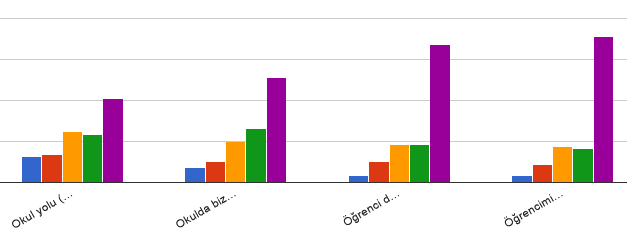 Okul yolu (...
Okulda biz...
Öğrenci d...
Öğrencimi...